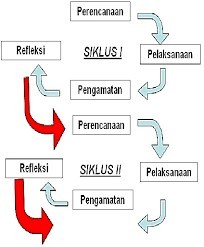 Perencanaan
Refleksi
SIKLUS I
Pelaksanaan
Pengamatan
Perencanaan
Refleksi
SIKLUS II
Pelaksanaan
Pengamatan